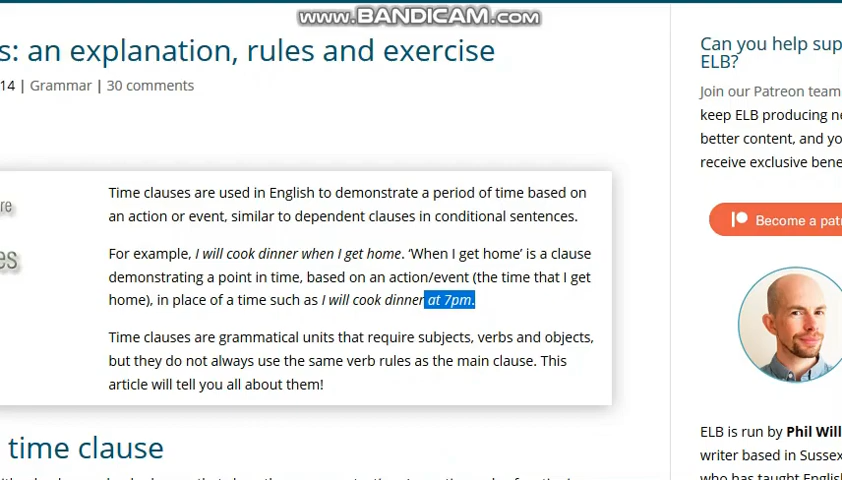 www.BANDICAM.com
s: an explanation, rules and exercise
14 | Grammar | 30 comments
Time clauses are used in English to demonstrate a period of time based on
an action or event, similar to dependent clauses in conditional sentences.
For example, I will cook dinner when I get home. ‘When I get home’ is a clause
demonstrating a point in time, based on an action/event (the time that I get
home), in place of a time such as I will cook dinner at 7pm.
Time clauses are grammatical units that require subjects, verbs and objects,
but they do not always use the same verb rules as the main clause. This
article will tell you all about them!
time clause
Can you help sup
ELB?
Join our Patreon team
keep ELB producing ne
better content, and yo
receive exclusive bene
Become a patr
ELB is run by Phil Will
writer based in Sussex
who has taught English